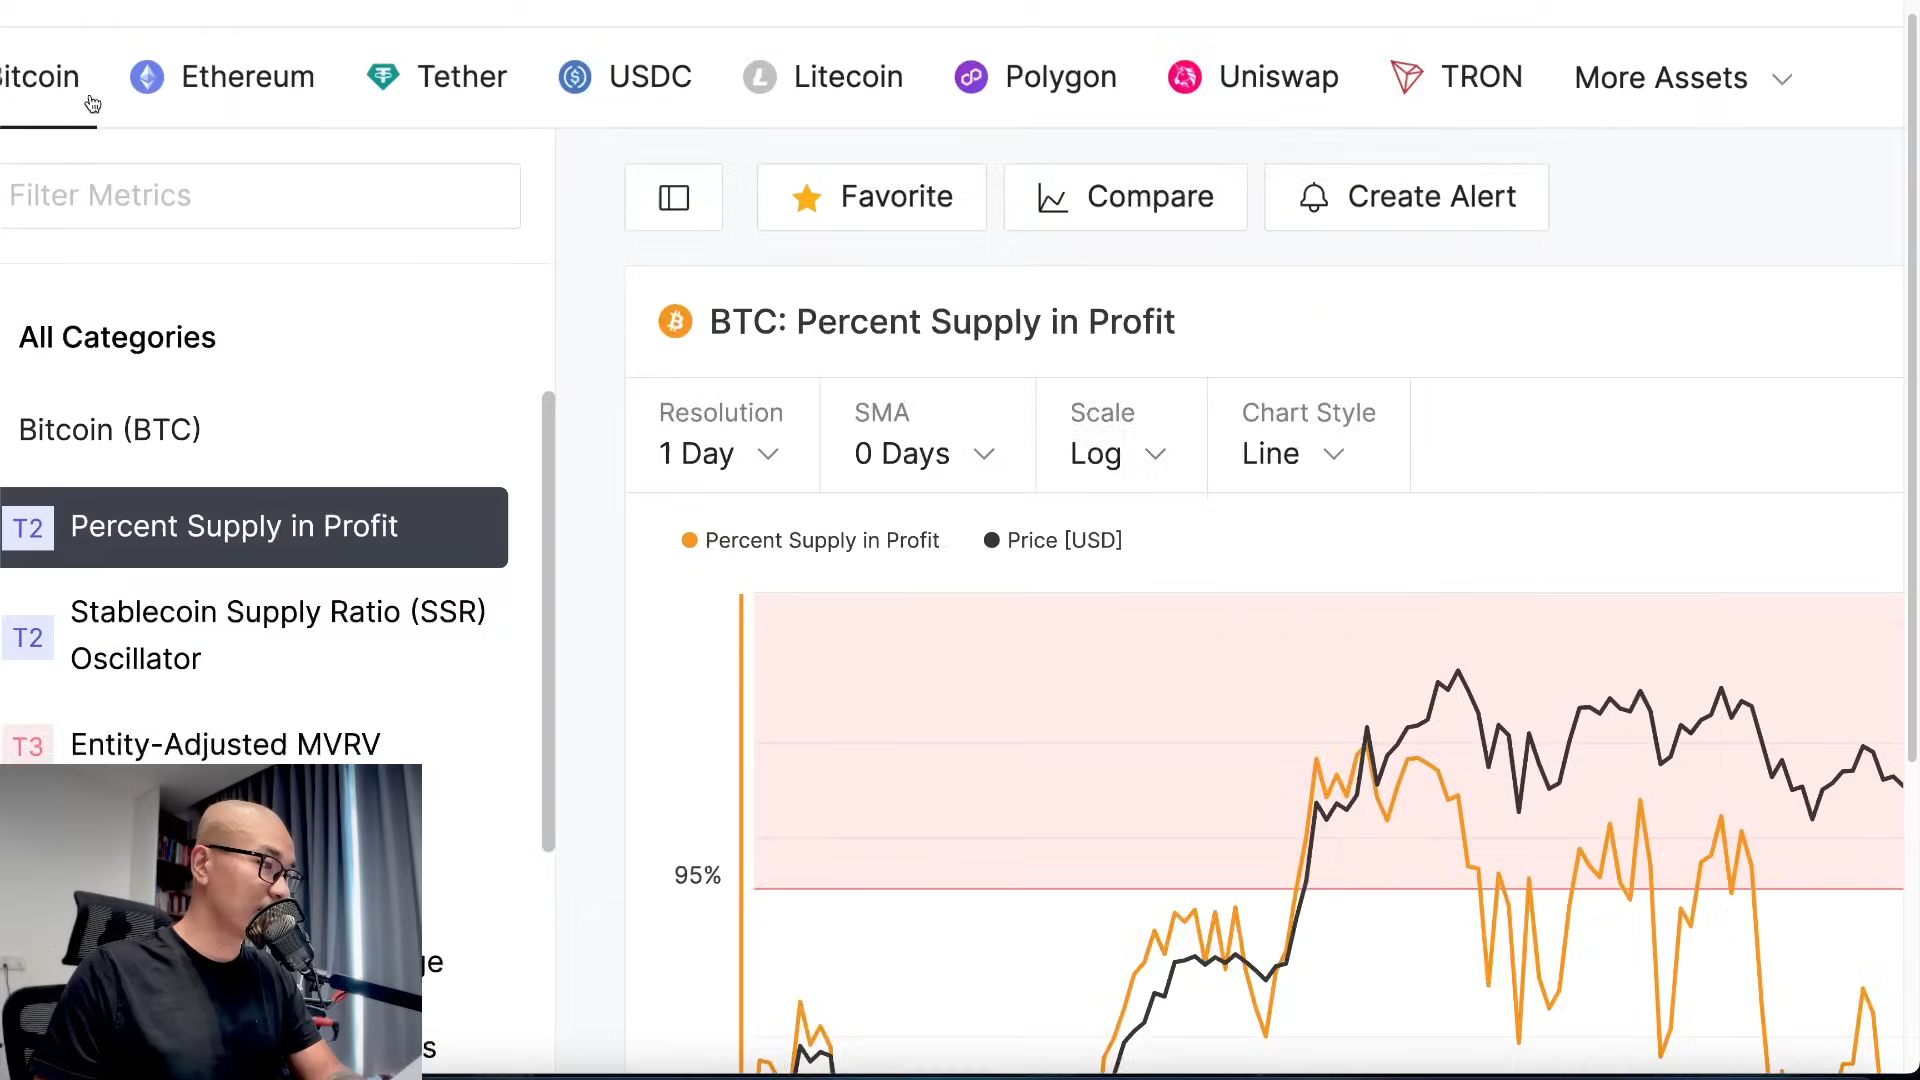 itcoin
Ethereum
Tether
USDC
Litecoin
Polygon
Uniswap
TRON
More Assets
Filter Metrics
Favorite
Compare
Create Alert
All Categories
BTC: Percent Supply in Profit
Bitcoin (BTC)
Resolution
SMA
Scale
Chart Style
1 Day
0 Days
Log
Line
T2 Percent Supply in Profit
Percent Supply in Profit
Price [USD]
T2 Stablecoin Supply Ratio (SSR)
Oscillator
T3 Entity-Adjusted MVRV
95%
ge
s